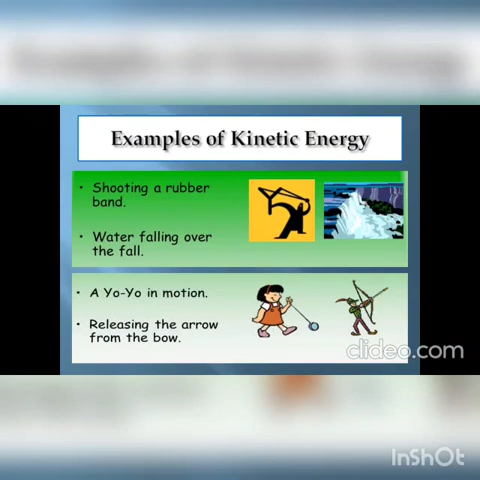 Examples of Kinetic Energy
• Shooting a rubber
band.
• Water falling over
the fall.
• A Yo-Yo in motion.
• Releasing the arrow
from the bow.
clideo.com
InShOt